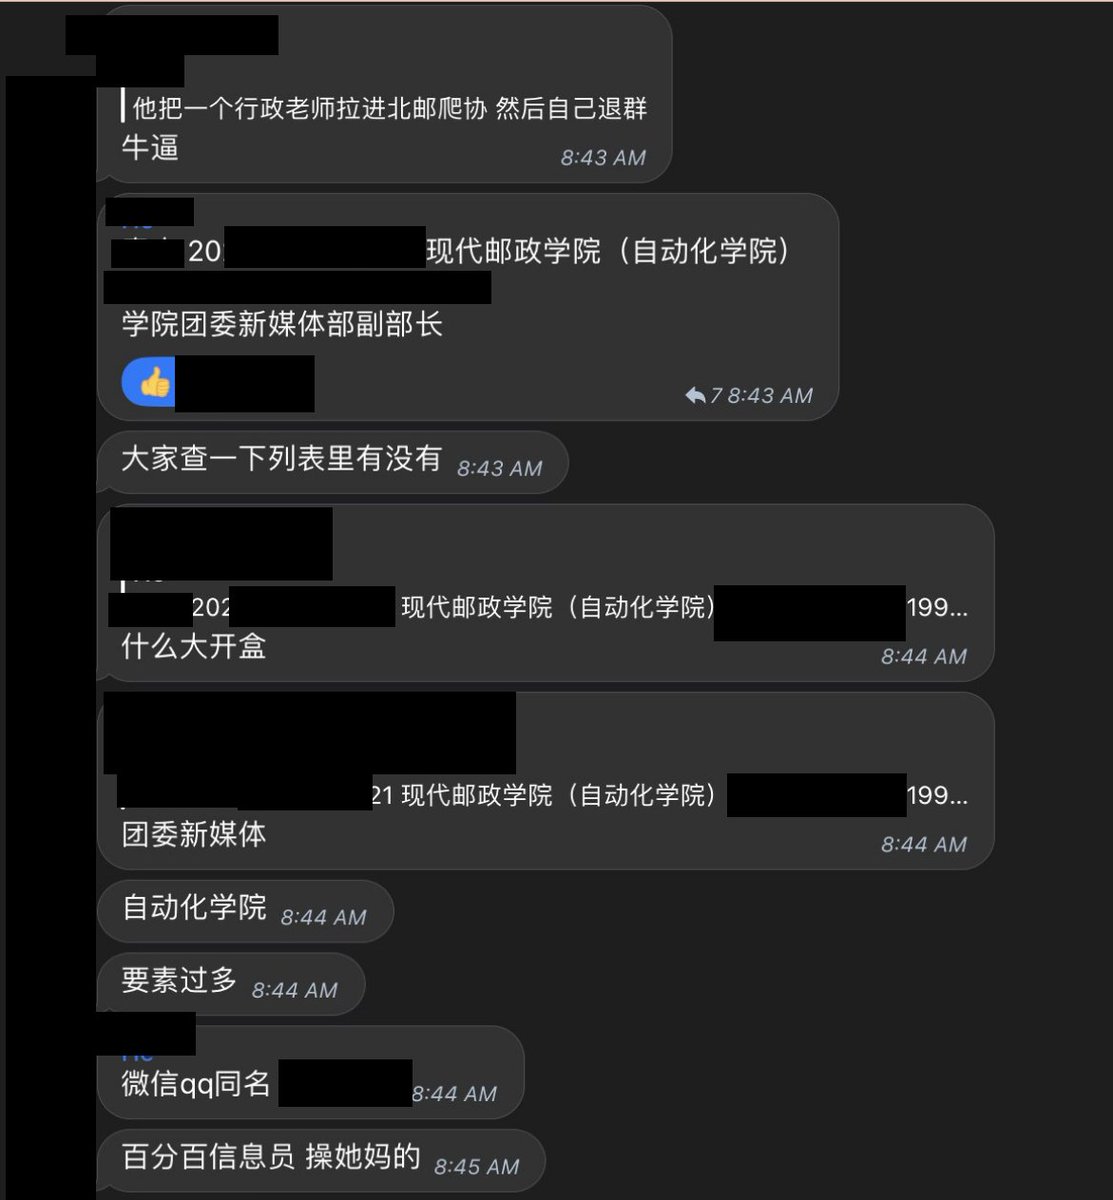 他把一个行政老师拉进北邮爬协 然后自己退群
牛逼
8:43 AM
20 现代邮政学院（自动化学院）
学院团委新媒体部副部长
7 8:43 AM
大家查一下列表里有没有 8:43 AM
202 现代邮政学院（自动化学院） 199...
什么大开盒
8:44 AM
21 现代邮政学院（自动化学院） 199...
团委新媒体
8:44 AM
自动化学院 8:44 AM
要素过多 8:44 AM
微信qq同名 8:44 AM
百分百信息员 操她妈的 8:45 AM